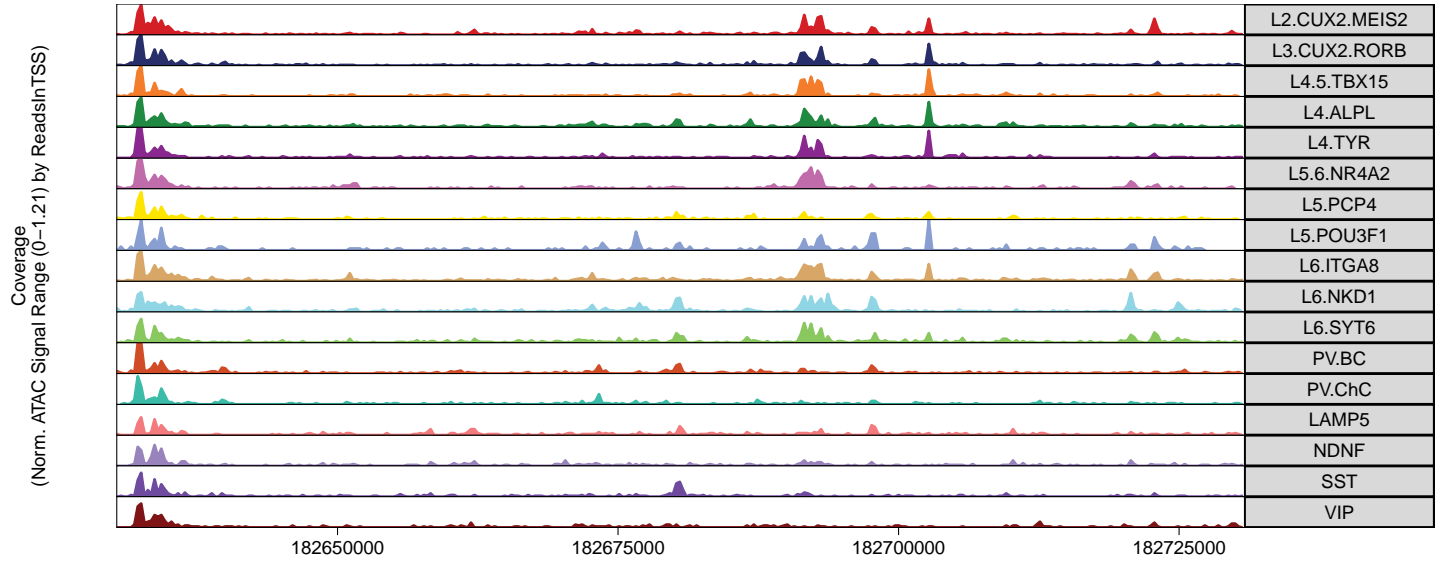 Coverage
(Norm. ATAC Signal Range (0−1.21) by ReadsInTSS)
L2.CUX2.MEIS2
L3.CUX2.RORB
L4.5.TBX15
L4.ALPL
L4.TYR
L5.6.NR4A2
L5.PCP4
L5.POU3F1
L6.ITGA8
L6.NKD1
L6.SYT6
PV.BC
PV.ChC
LAMP5
NDNF
SST
VIP
182650000 182675000 182700000 182725000